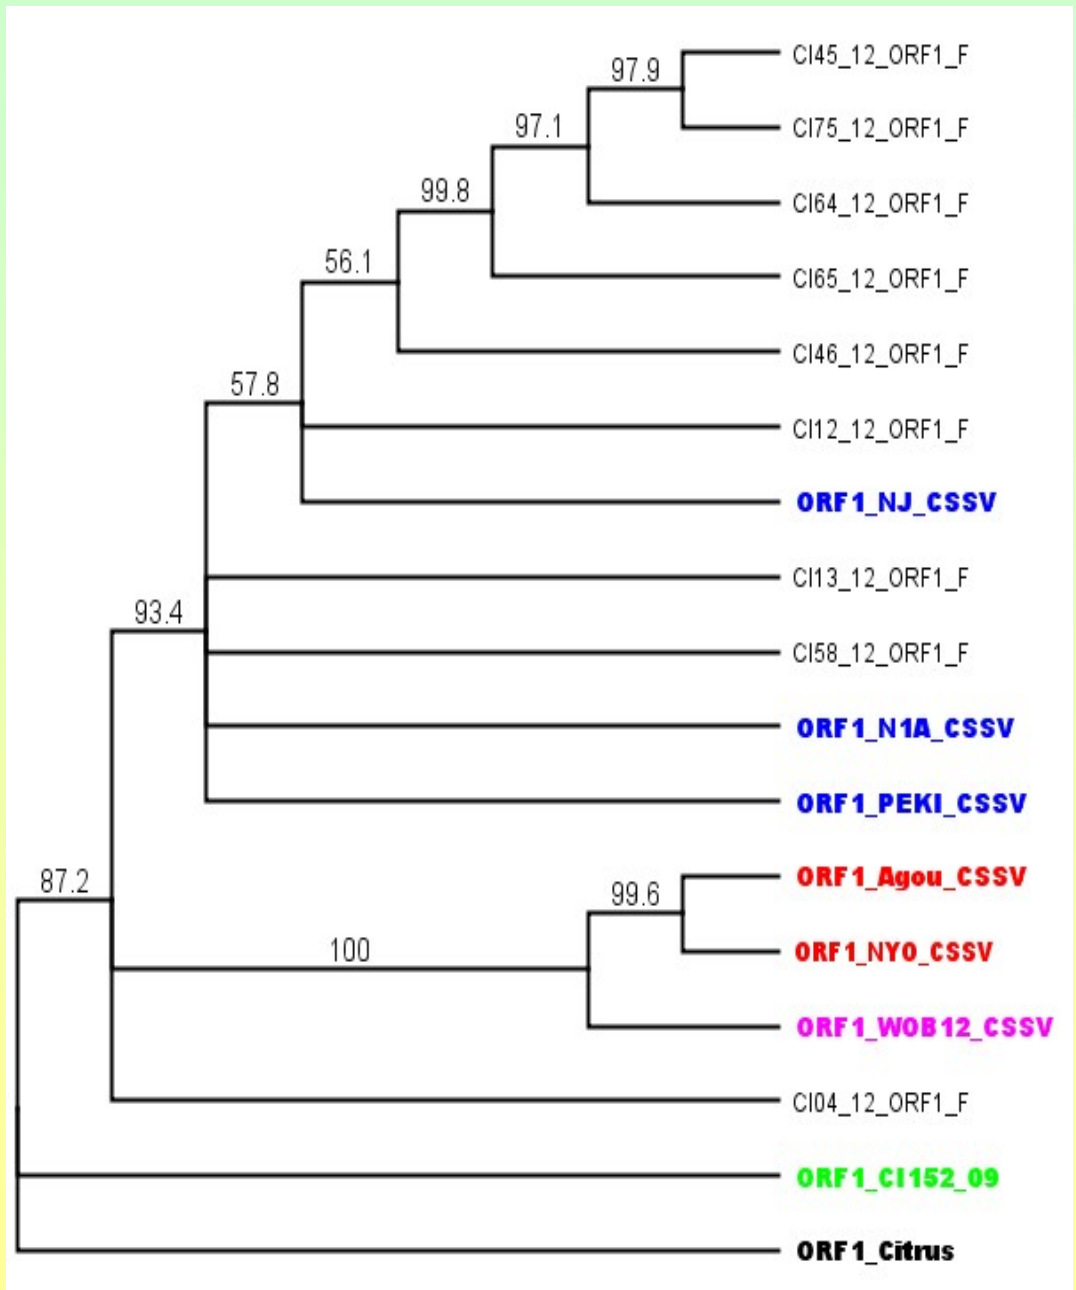 CI45_12_ORF1_F
97.9
CI75_12_ORF1_F
97.1
99.8
CI64_12_ORF1_F
56.1
CI65_12_ORF1_F
CI46_12_ORF1_F
57.8
CI12_12_ORF1_F
ORF1_NJ_CSSV
CI13_12_ORF1_F
93.4
CI58_12_ORF1_F
ORF1_N1A_CSSV
ORF1_PEKI_CSSV
87.2
ORF1_Agou_CSSV
99.6
100
ORF1_NYO_CSSV
ORF1_WOB12_CSSV
CI04_12_ORF1_F
ORF1_CI152_09
ORF1_Citrus